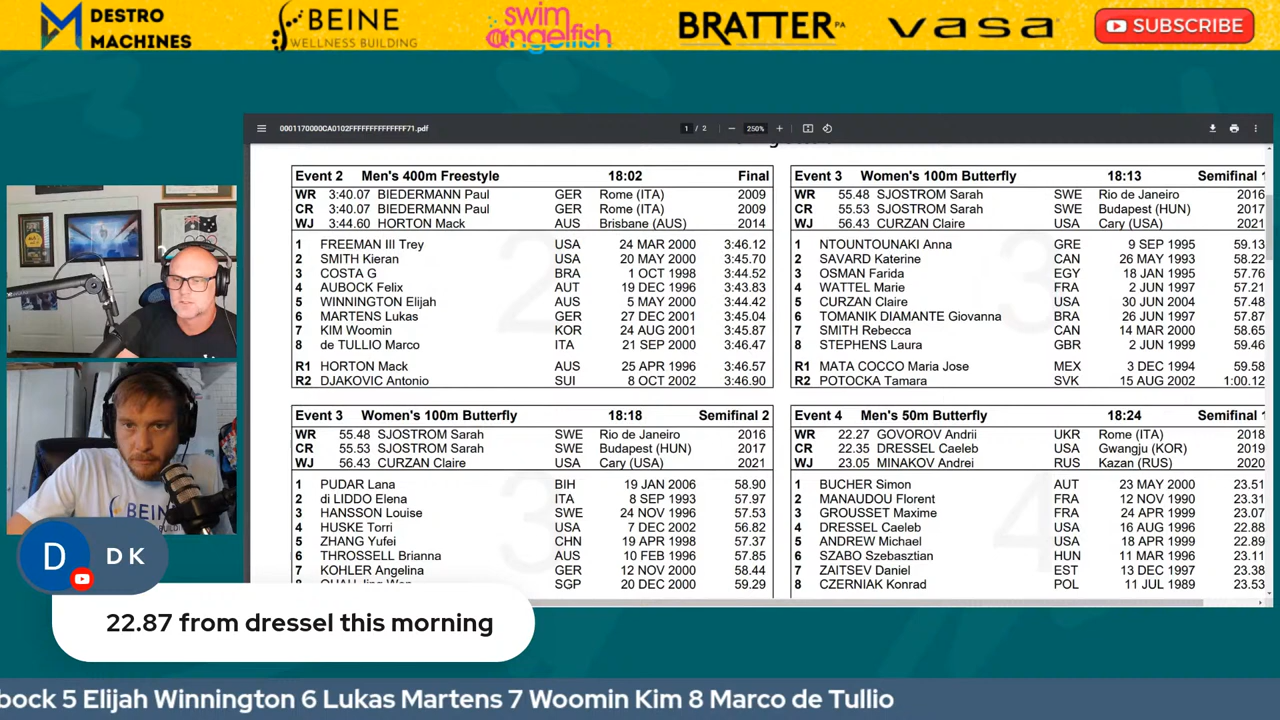 DESTRO
MACHINES
BEINE
WELLNESS BUILDING
swim
angelfish
BRATTER PA
vasa
SUBSCRIBE
0001170000CA0102FFFFFFFFFFFFFF71.pdf
1 / 2
250%
Event 2 Men's 400m Freestyle 18:02 Final
WR 3:40.07 BIEDERMANN Paul GER Rome (ITA) 2009
CR 3:40.07 BIEDERMANN Paul GER Rome (ITA) 2009
WJ 3:44.60 HORTON Mack AUS Brisbane (AUS) 2014
1 FREEMAN III Trey USA 24 MAR 2000 3:46.12
2 SMITH Kieran USA 20 MAY 2000 3:45.70
3 COSTA G BRA 1 OCT 1998 3:44.52
4 AUBOCK Felix AUT 19 DEC 1996 3:43.83
5 WINNINGTON Elijah AUS 5 MAY 2000 3:44.42
6 MARTENS Lukas GER 27 DEC 2001 3:45.04
7 KIM Woomin KOR 24 AUG 2001 3:45.87
8 de TULLIO Marco ITA 21 SEP 2000 3:46.47
R1 HORTON Mack AUS 25 APR 1996 3:46.57
R2 DJAKOVIC Antonio SUI 8 OCT 2002 3:46.90
Event 3 Women's 100m Butterfly 18:13 Semifinal 1
WR 55.48 SJOSTROM Sarah SWE Rio de Janeiro 2016
CR 55.53 SJOSTROM Sarah SWE Budapest (HUN) 2017
WJ 56.43 CURZAN Claire USA Cary (USA) 2021
1 NTOUNTOUNAKI Anna GRE 9 SEP 1995 59.13
2 SAVARD Katerine CAN 26 MAY 1993 58.22
3 OSMAN Farida EGY 18 JAN 1995 57.76
4 WATTEL Marie FRA 2 JUN 1997 57.21
5 CURZAN Claire USA 30 JUN 2004 57.48
6 TOMANIK DIAMANTE Giovanna BRA 26 JUN 1997 57.87
7 SMITH Rebecca CAN 14 MAR 2000 58.65
8 STEPHENS Laura GBR 2 JUN 1999 59.46
R1 MATA COCCO Maria Jose MEX 3 DEC 1994 59.58
R2 POTOCKA Tamara SVK 15 AUG 2002 1:00.12
Event 3 Women's 100m Butterfly 18:18 Semifinal 2
WR 55.48 SJOSTROM Sarah SWE Rio de Janeiro 2016
CR 55.53 SJOSTROM Sarah SWE Budapest (HUN) 2017
WJ 56.43 CURZAN Claire USA Cary (USA) 2021
1 PUDAR Lana BIH 19 JAN 2006 58.90
2 di LIDDO Elena ITA 8 SEP 1993 57.97
3 HANSSON Louise SWE 24 NOV 1996 57.53
4 HUSKE Torri USA 7 DEC 2002 56.82
5 ZHANG Yufei CHN 19 APR 1998 57.37
6 THROSSELL Brianna AUS 10 FEB 1996 57.85
7 KOHLER Angelina GER 12 NOV 2000 58.44
SGP 20 DEC 2000 59.29
Event 4 Men's 50m Butterfly 18:24 Semifinal 1
WR 22.27 GOVOROV Andrii UKR Rome (ITA) 2018
CR 22.35 DRESSEL Caeleb USA Gwangju (KOR) 2019
WJ 23.05 MINAKOV Andrei RUS Kazan (RUS) 2020
1 BUCHER Simon AUT 23 MAY 2000 23.51
2 MANAUDOU Florent FRA 12 NOV 1990 23.31
3 GROUSSET Maxime FRA 24 APR 1999 23.07
4 DRESSEL Caeleb USA 16 AUG 1996 22.88
5 ANDREW Michael USA 18 APR 1999 22.89
6 SZABO Szebasztian HUN 11 MAR 1996 23.11
7 ZAITSEV Daniel EST 13 DEC 1997 23.38
8 CZERNIAK Konrad POL 11 JUL 1989 23.53
BEINE
D
D K
22.87 from dressel this morning
bock 5 Elijah Winnington 6 Lukas Martens 7 Woomin Kim 8 Marco de Tullio